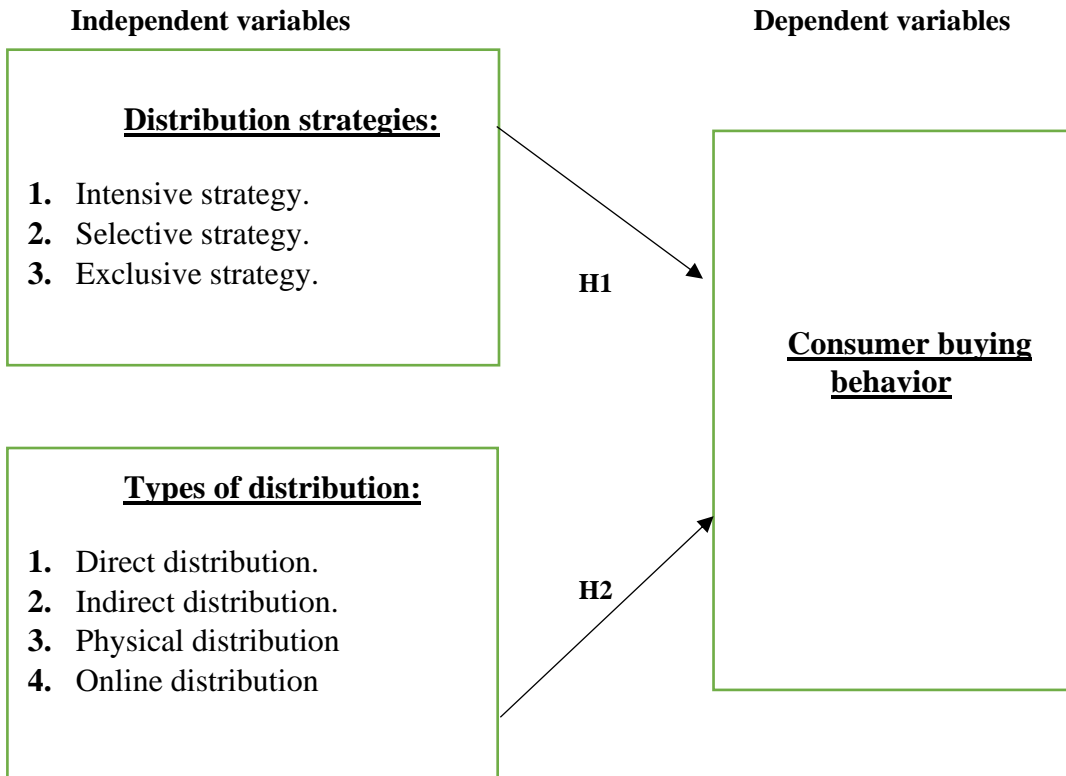 Independent variables
Dependent variables
Distribution strategies:
1. Intensive strategy.
2. Selective strategy.
3. Exclusive strategy.
H1
Consumer buying
behavior
Types of distribution:
1. Direct distribution.
2. Indirect distribution.
3. Physical distribution
4. Online distribution
H2